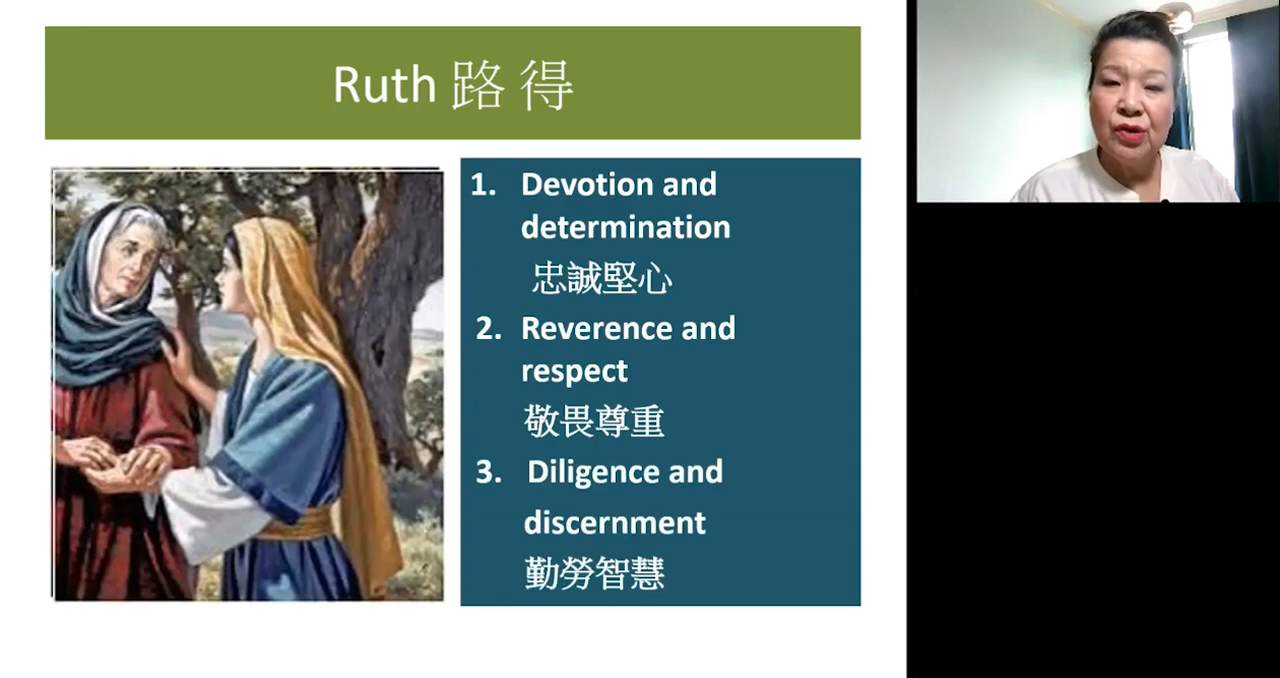 Ruth 路 得
1. Devotion and
determination
忠誠堅心
2. Reverence and
respect
敬畏尊重
3. Diligence and
discernment
勤勞智慧